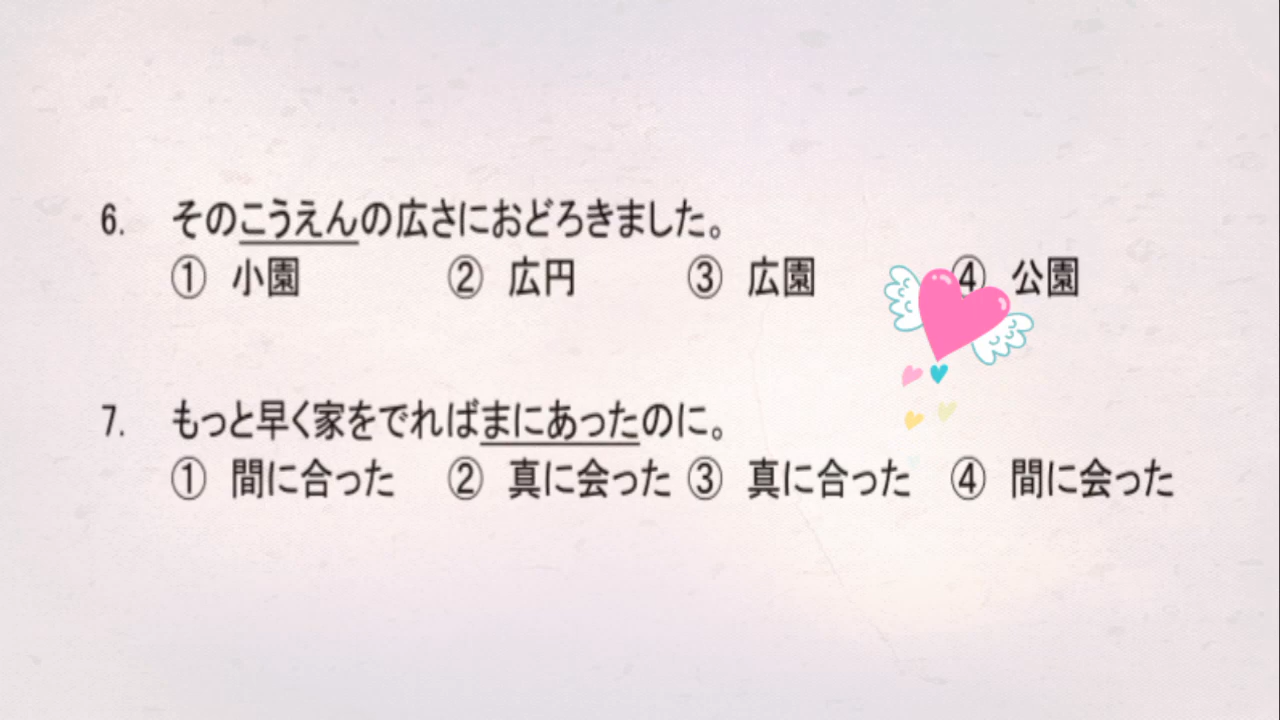 6. そのこうえんの広さにおどろきました。
① 小園 ② 広円 ③ 広園 ④ 公園
7. もっと早く家をでればまにあったのに。
① 間に合った ② 真に会った ③ 真に合った ④ 間に会った